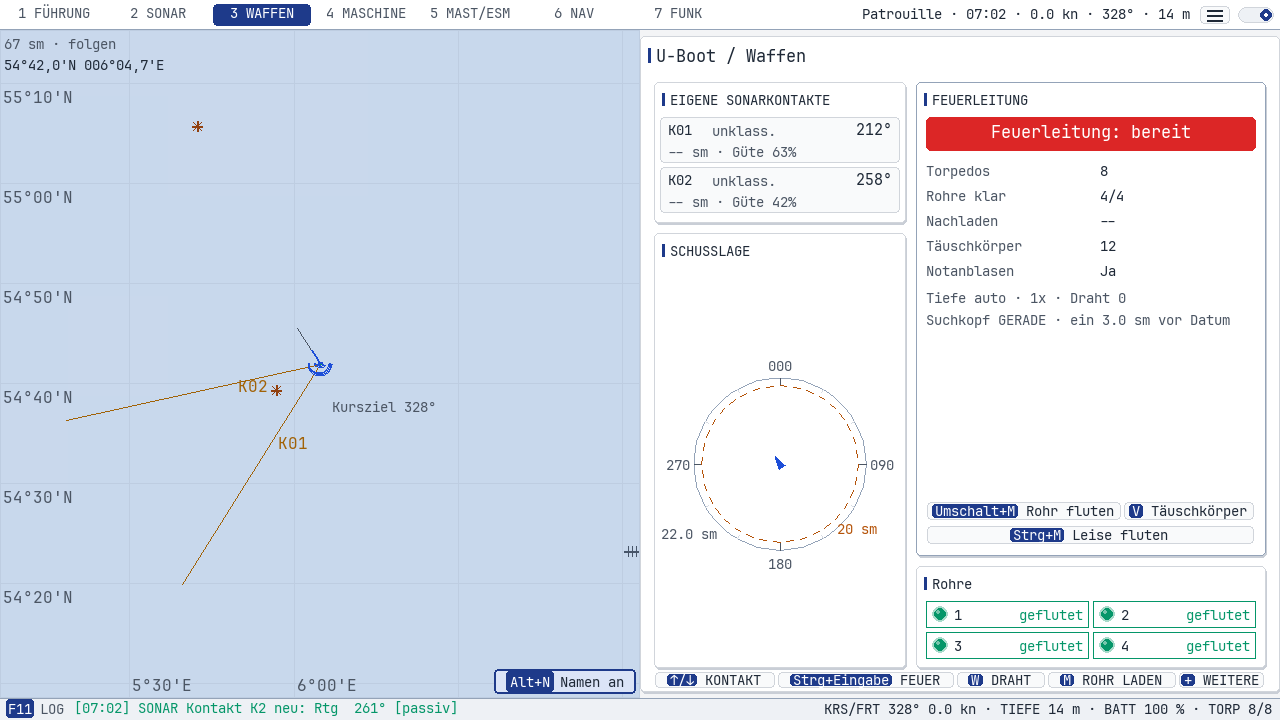 1 FÜHRUNG 2 SONAR 3 WAFFEN 4 MASCHINE 5 MAST/ESM 6 NAV 7 FUNK Patrouille · 07:02 · 0.0 kn · 328° · 14 m
67 sm · folgen
54°42,0'N 006°04,7'E
55°10'N
55°00'N
54°50'N
54°40'N
54°30'N
54°20'N
5°30'E 6°00'E
K02
K01
Kursziel 328°
Alt+N Namen an
U-Boot / Waffen
EIGENE SONARKONTAKTE
K01 unklass. 212°
-- sm · Güte 63%
K02 unklass. 258°
-- sm · Güte 42%
SCHUSSLAGE
000
270 090
22.0 sm 20 sm
180
FEUERLEITUNG
Feuerleitung: bereit
Torpedos 8
Rohre klar 4/4
Nachladen --
Täuschkörper 12
Notanblasen Ja
Tiefe auto · 1x · Draht 0
Suchkopf GERADE · ein 3.0 sm vor Datum
Umschalt+M Rohr fluten V Täuschkörper
Strg+M Leise fluten
Rohre
1 geflutet 2 geflutet
3 geflutet 4 geflutet
↑/↓ KONTAKT Strg+Eingabe FEUER W DRAHT M ROHR LADEN + WEITERE
F11 LOG [07:02] SONAR Kontakt K2 neu: Rtg 261° [passiv] KRS/FRT 328° 0.0 kn · TIEFE 14 m · BATT 100 % · TORP 8/8